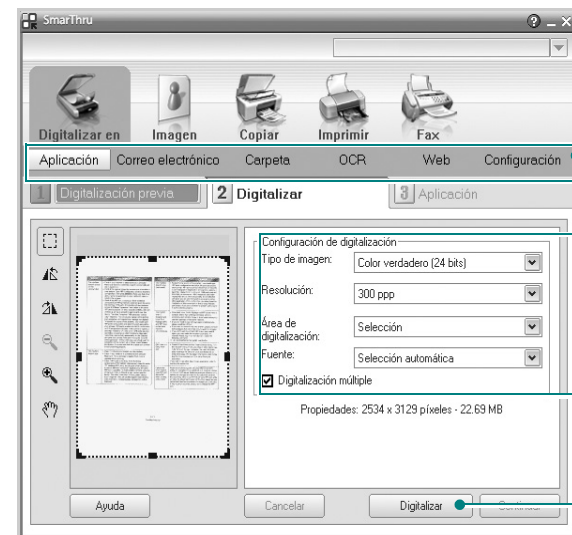 SmarThru
Digitalizar en Imagen Copiar Imprimir Fax
Aplicación Correo electrónico Carpeta OCR Web Configuración
1 Digitalización previa 2 Digitalizar 3 Aplicación
Configuración de digitalización
Tipo de imagen: Color verdadero (24 bits)
Resolución: 300 ppp
Área de digitalización: Selección
Fuente: Selección automática
Digitalización múltiple
Propiedades: 2534 x 3129 píxeles - 22.69 MB
Ayuda Cancelar Digitalizar